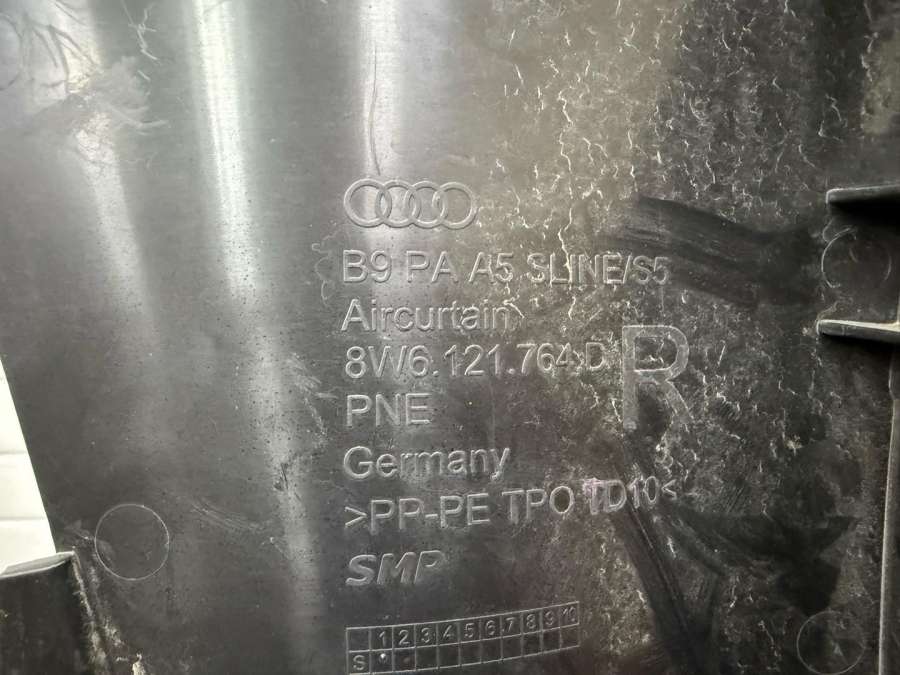 B9 PA A5 SLINE/S5
Aircurtain
8W6.121.764.D
R
PNE
Germany
>PP-PE TPO TD10<
SMP
1 2 3 4 5 6 7 8 9 10
S